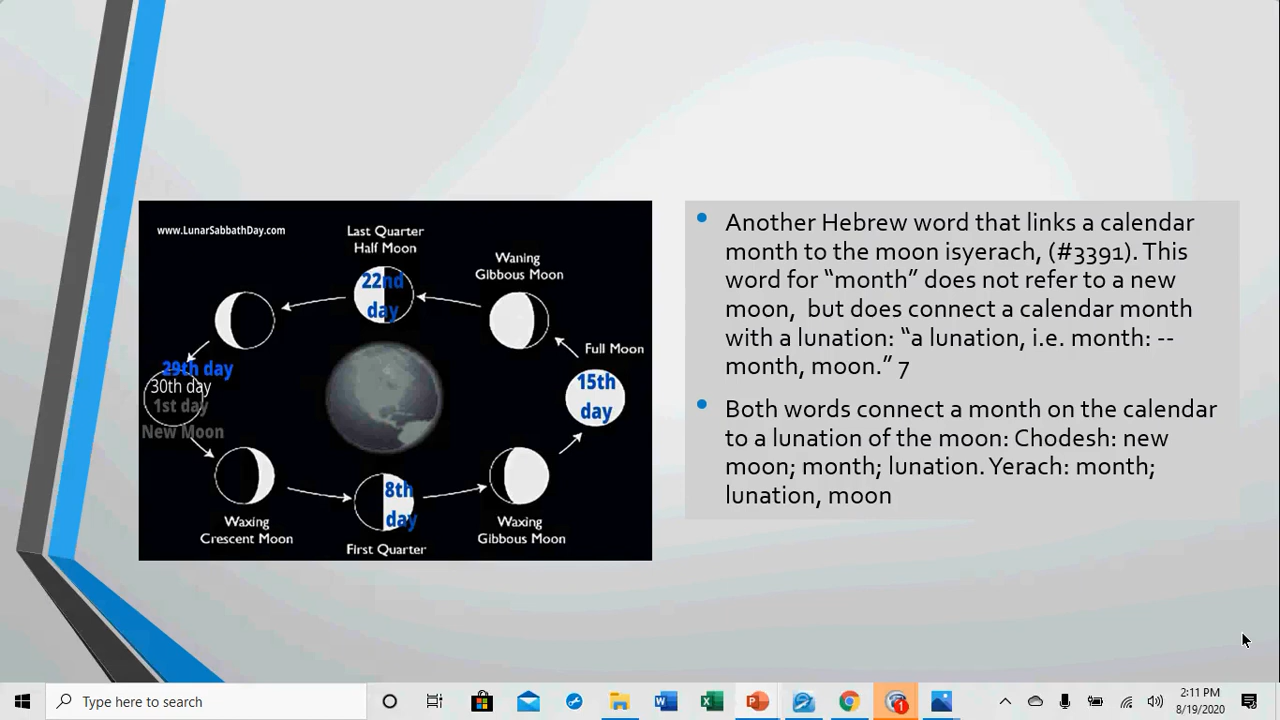 www.LunarSabbathDay.com
Last Quarter
Half Moon
Waning
Gibbous Moon
22nd
day
Full Moon
15th
day
29th day
30th day
1st day
New Moon
8th
day
Waxing
Crescent Moon
First Quarter
Waxing
Gibbous Moon
• Another Hebrew word that links a calendar
month to the moon isyerach, (#3391). This
word for “month” does not refer to a new
moon, but does connect a calendar month
with a lunation: “a lunation, i.e. month: --
month, moon.” 7
• Both words connect a month on the calendar
to a lunation of the moon: Chodesh: new
moon; month; lunation. Yerach: month;
lunation, moon
Type here to search
2:11 PM
8/19/2020
1